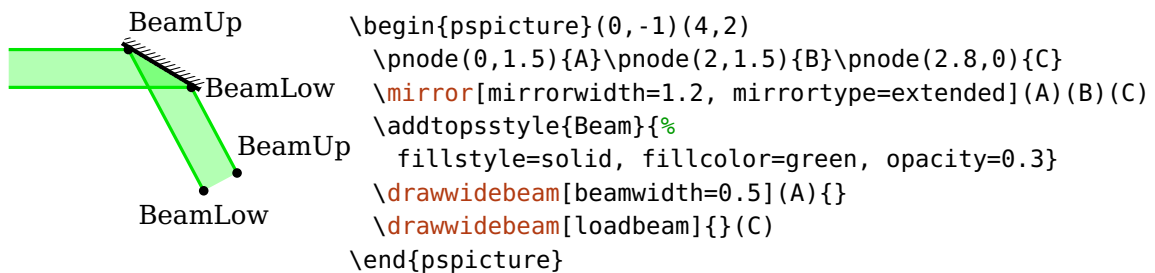 BeamUp
BeamLow
BeamUp
BeamLow
\begin{pspicture}(0,-1)(4,2)
\pnode(0,1.5){A}\pnode(2,1.5){B}\pnode(2.8,0){C}
\mirror[mirrorwidth=1.2, mirrortype=extended](A)(B)(C)
\addtopsstyle{Beam}{%
fillstyle=solid, fillcolor=green, opacity=0.3}
\drawwidebeam[beamwidth=0.5](A){}
\drawwidebeam[loadbeam]{}(C)
\end{pspicture}